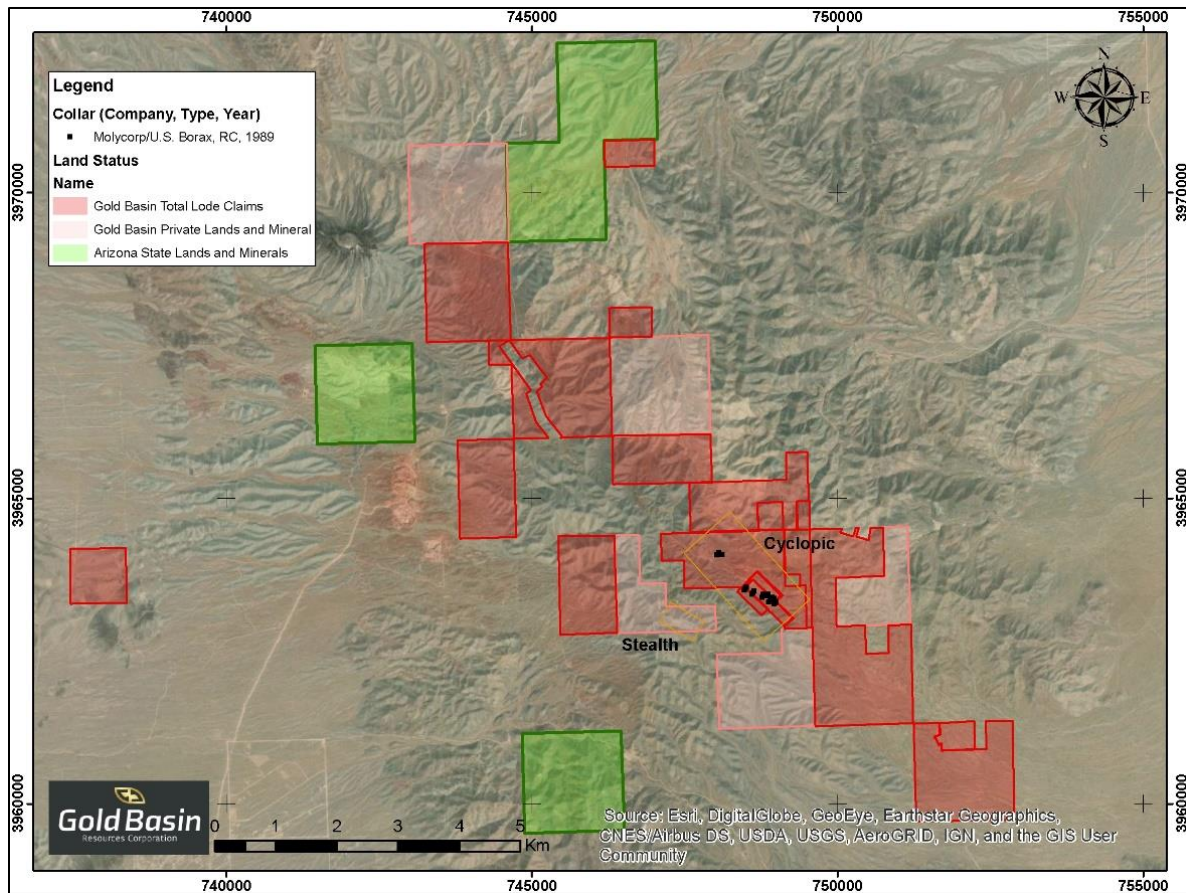 740000 745000 750000 755000
Legend
Collar (Company, Type, Year)
Molycorp/U.S. Borax, RC, 1989
Land Status
Name
Gold Basin Total Lode Claims
Gold Basin Private Lands and Mineral
Arizona State Lands and Minerals
N
W E
S
3970000 3970000
3965000 3965000
Cyclopic
Stealth
3960000 3960000
Gold Basin
Resources Corporation
0 1 2 3 4 5
Km
Source: Esri, DigitalGlobe, GeoEye, Earthstar Geographics,
CNES/Airbus DS, USDA, USGS, AeroGRID, IGN, and the GIS User
Community
740000 745000 750000 755000